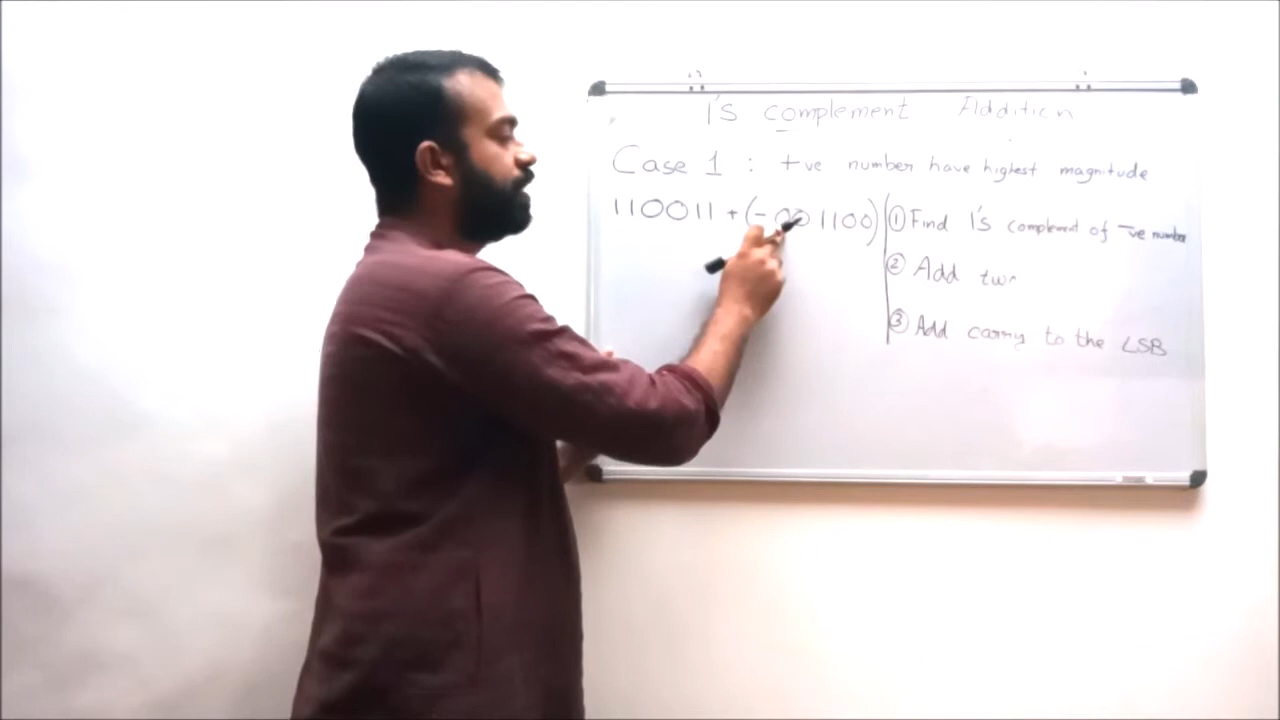 1'S complement Addition
Case 1 : +ve number have highest magnitude
110011 + (- 001100)
① Find 1's complement of -ve number
② Add two
③ Add carry to the LSB